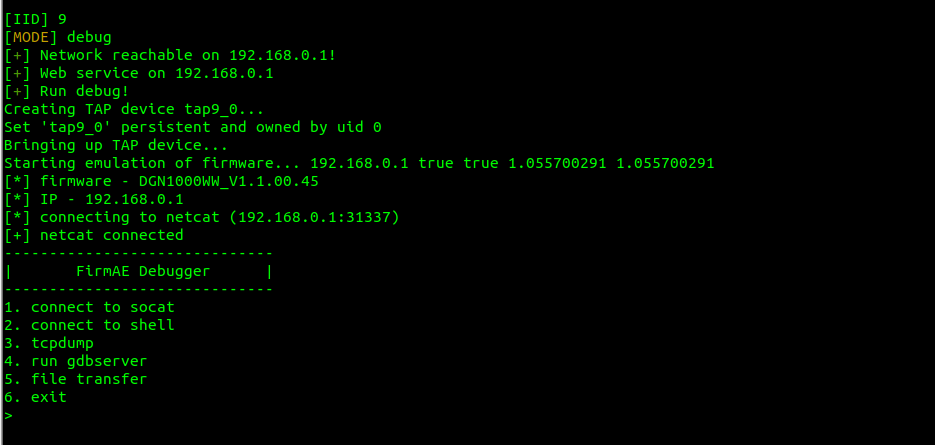 [IID] 9
[MODE] debug
[+] Network reachable on 192.168.0.1!
[+] Web service on 192.168.0.1
[+] Run debug!
Creating TAP device tap9_0...
Set 'tap9_0' persistent and owned by uid 0
Bringing up TAP device...
Starting emulation of firmware... 192.168.0.1 true true 1.055700291 1.055700291
[*] firmware - DGN1000WW_V1.1.00.45
[*] IP - 192.168.0.1
[*] connecting to netcat (192.168.0.1:31337)
[+] netcat connected
------------------------------
|       FirmAE Debugger      |
------------------------------
1. connect to socat
2. connect to shell
3. tcpdump
4. run gdbserver
5. file transfer
6. exit
>